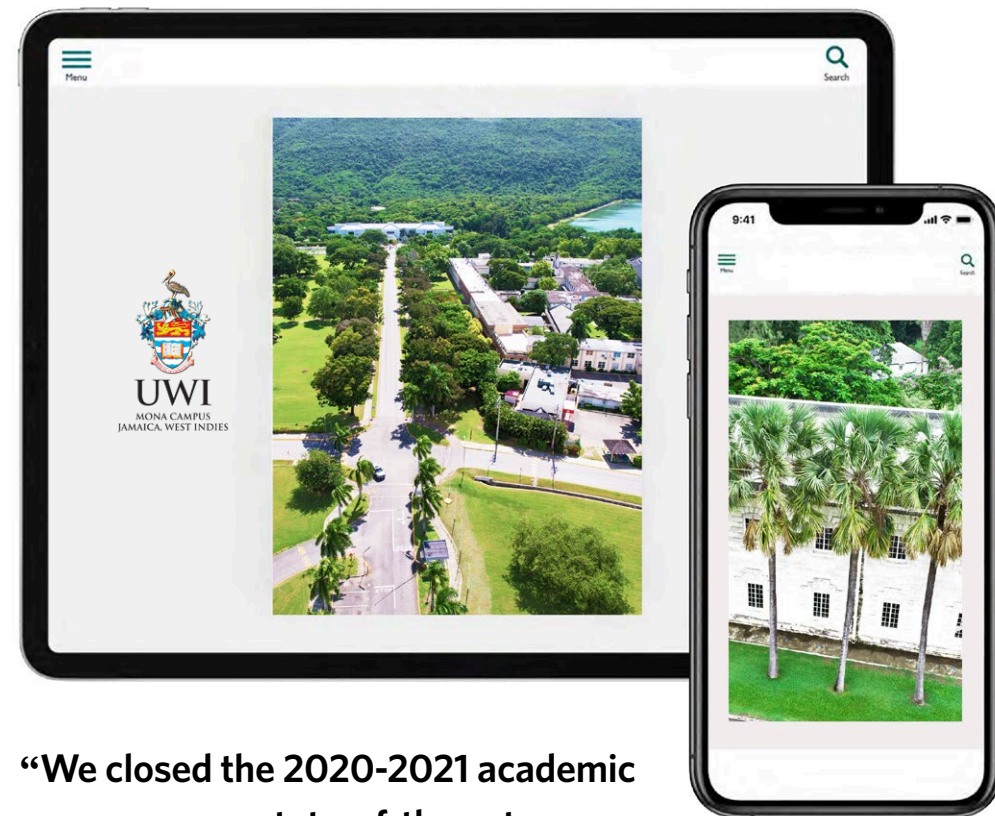 Menu
Search
UWI
MONA CAMPUS
JAMAICA, WEST INDIES
9:41
Menu
Search
“We closed the 2020-2021 academic